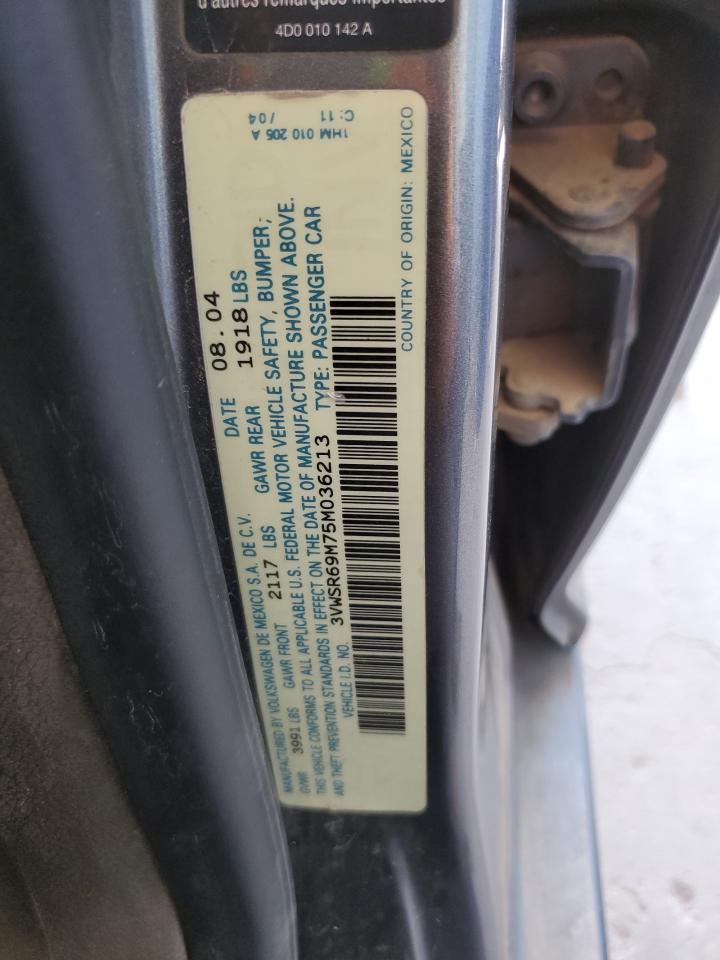 d'autres remarques importantes
4D0 010 142 A
MANUFACTURED BY VOLKSWAGEN DE MEXICO S.A. DE C.V. DATE 08.04
GVWR 3991 LBS GAWR FRONT 2117 LBS GAWR REAR 1918 LBS
THIS VEHICLE CONFORMS TO ALL APPLICABLE U.S. FEDERAL MOTOR VEHICLE SAFETY, BUMPER,
AND THEFT PREVENTION STANDARDS IN EFFECT ON THE DATE OF MANUFACTURE SHOWN ABOVE.
VEHICLE I.D. NO. 3VWSR69M75M036213 TYPE: PASSENGER CAR
COUNTRY OF ORIGIN: MEXICO
1HM 010 205 A
C: 11 / 04